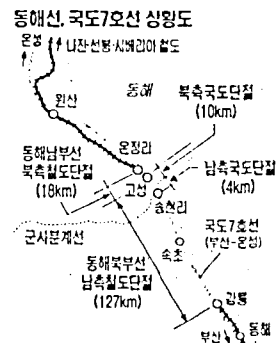 동해선, 국도7호선 상황도
온성
나진·선봉·시베리아 철도
동해
원산
북측국도단절
(10km)
온정리
동해남부선
북측철도단절
(18km)
고성
남측국도단절
(4km)
송현리
군사분계선
국도7호선
(부산~온성)
속초
동해북부선
남측철도단절
(127km)
강릉
부산
동해